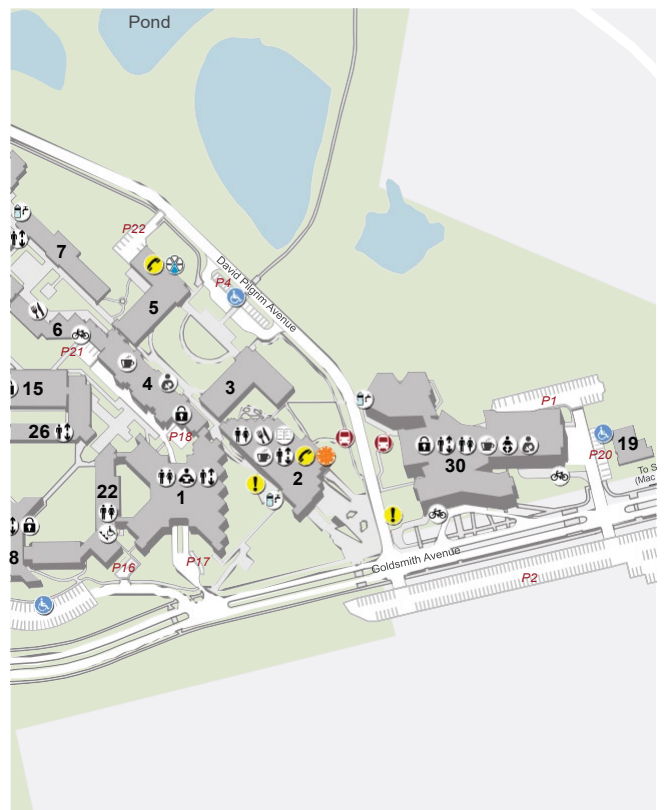 Pond
P22
7
P4
David Pilgrim Avenue
5
6
P21
4
3
15
P1
26
P18
19
P20
30
22
1
2
To S
(Mac
8
P16
P17
Goldsmith Avenue
P2